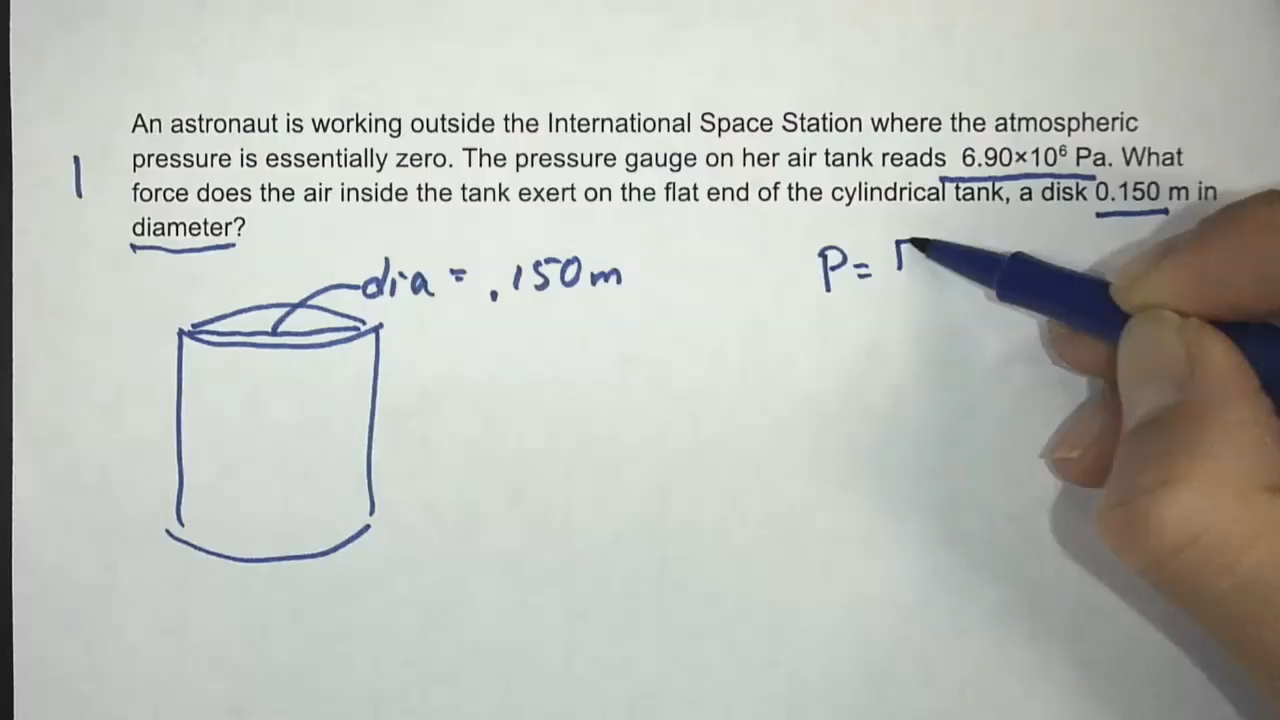 An astronaut is working outside the International Space Station where the atmospheric
1 pressure is essentially zero. The pressure gauge on her air tank reads 6.90×10⁶ Pa. What
force does the air inside the tank exert on the flat end of the cylindrical tank, a disk 0.150 m in
diameter?
dia = .150m
P =